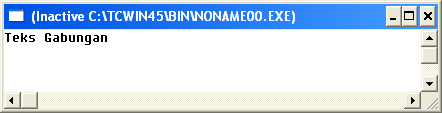 (Inactive C:\TCWIN45\BIN\NONAME00.EXE)
Teks Gabungan